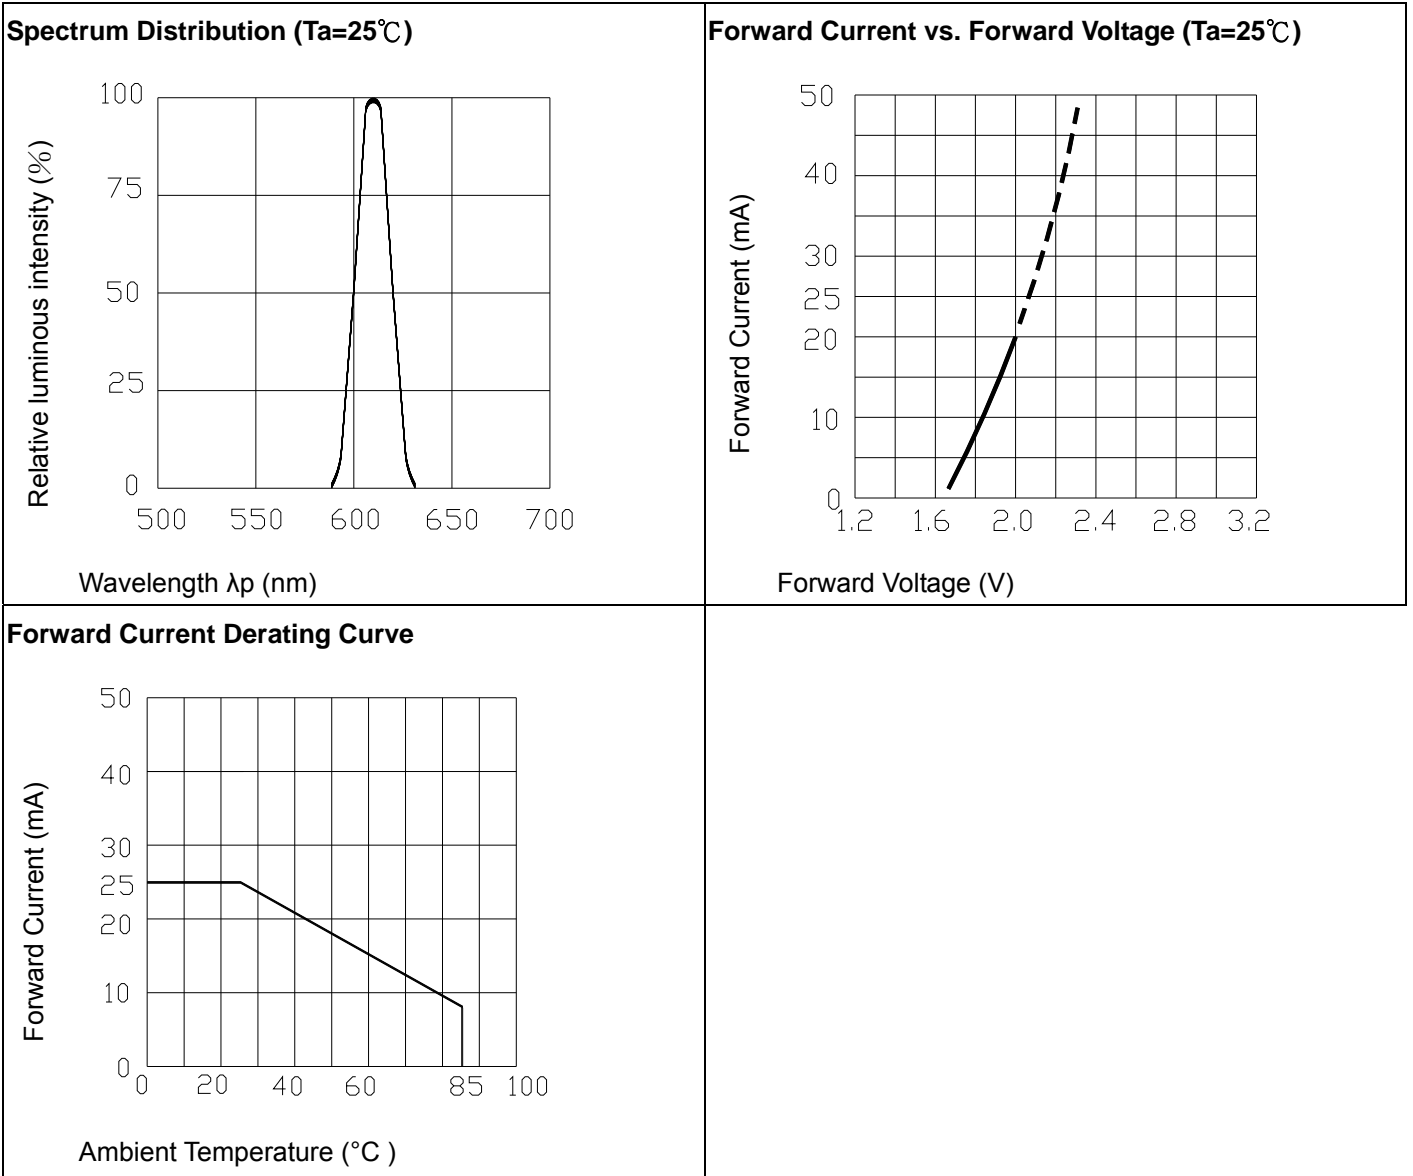 Spectrum Distribution (Ta=25℃)
100
75
50
25
0
500 550 600 650 700
Relative luminous intensity (%)
Wavelength λp (nm)
Forward Current vs. Forward Voltage (Ta=25℃)
50
40
30
25
20
10
0
1.2 1.6 2.0 2.4 2.8 3.2
Forward Current (mA)
Forward Voltage (V)
Forward Current Derating Curve
50
40
30
25
20
10
0
0 20 40 60 85 100
Forward Current (mA)
Ambient Temperature (°C )